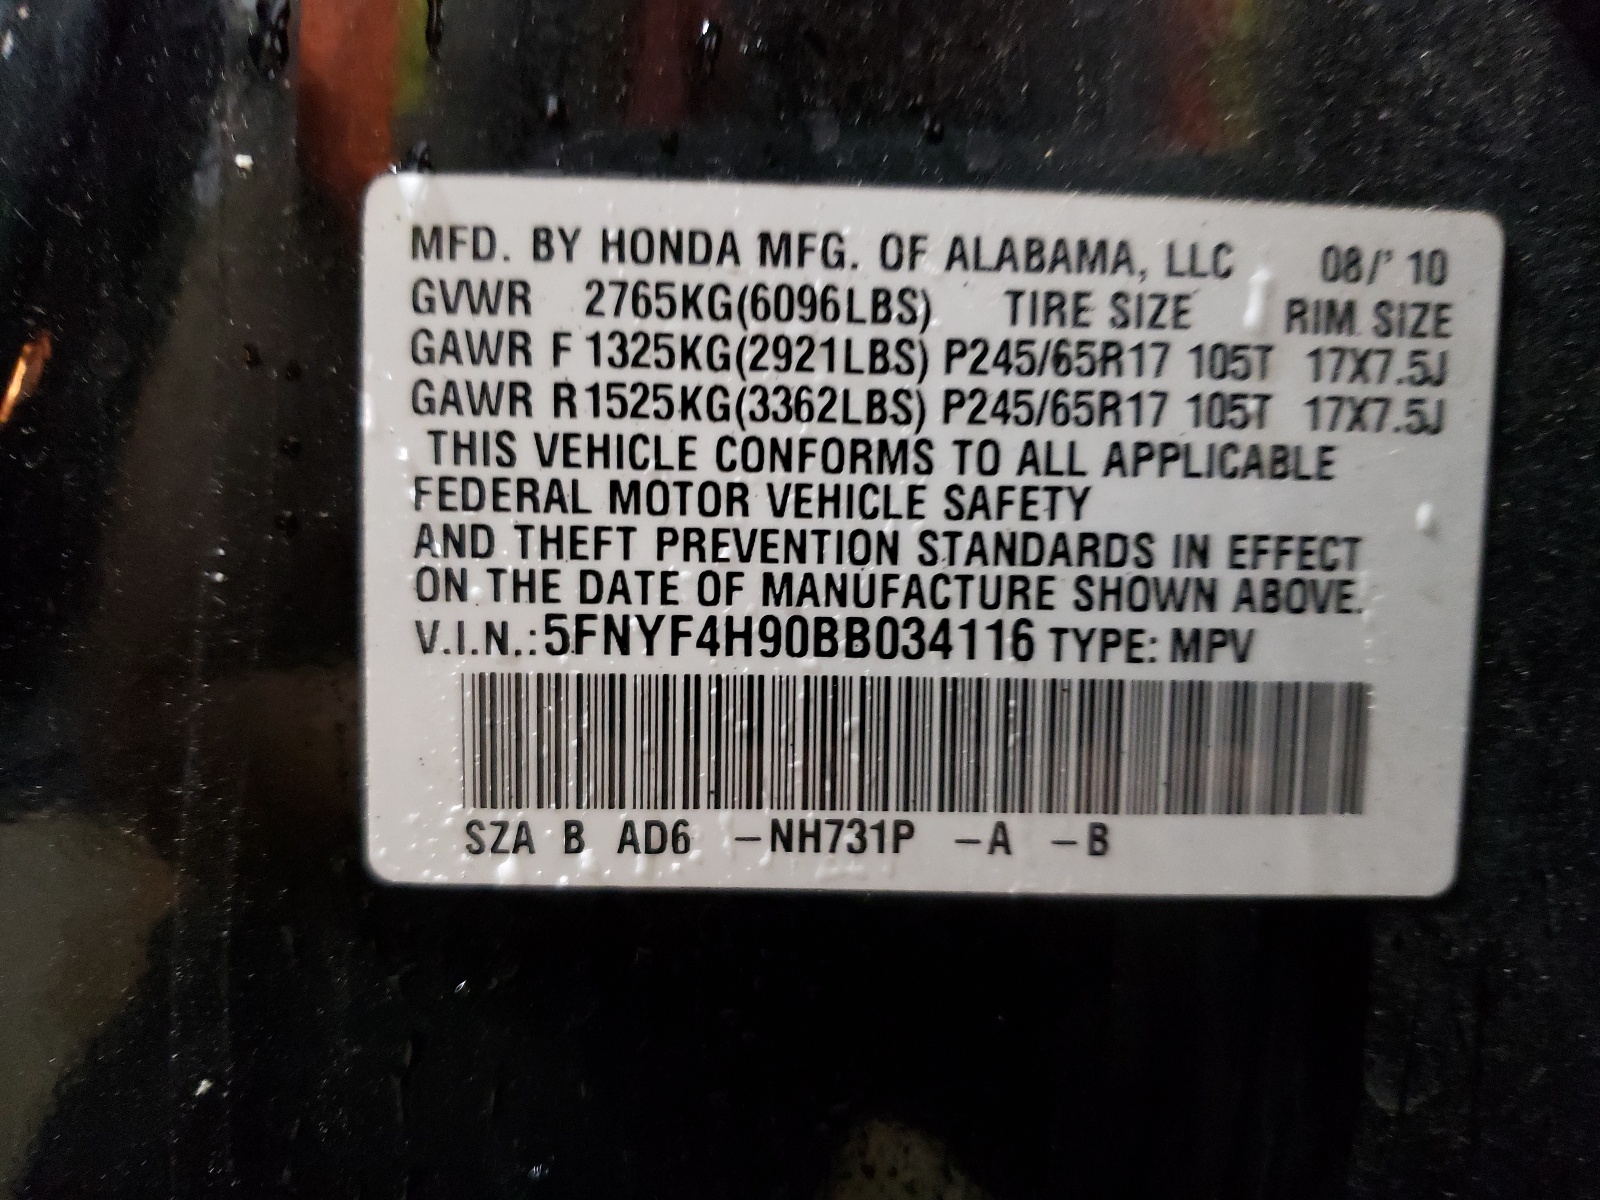 MFD. BY HONDA MFG. OF ALABAMA, LLC 08/' 10
GVWR 2765KG(6096LBS) TIRE SIZE RIM SIZE
GAWR F 1325KG(2921LBS) P245/65R17 105T 17X7.5J
GAWR R1525KG(3362LBS) P245/65R17 105T 17X7.5J
THIS VEHICLE CONFORMS TO ALL APPLICABLE
FEDERAL MOTOR VEHICLE SAFETY
AND THEFT PREVENTION STANDARDS IN EFFECT
ON THE DATE OF MANUFACTURE SHOWN ABOVE.
V.I.N.:5FNYF4H90BB034116 TYPE: MPV
SZA B AD6 -NH731P -A -B